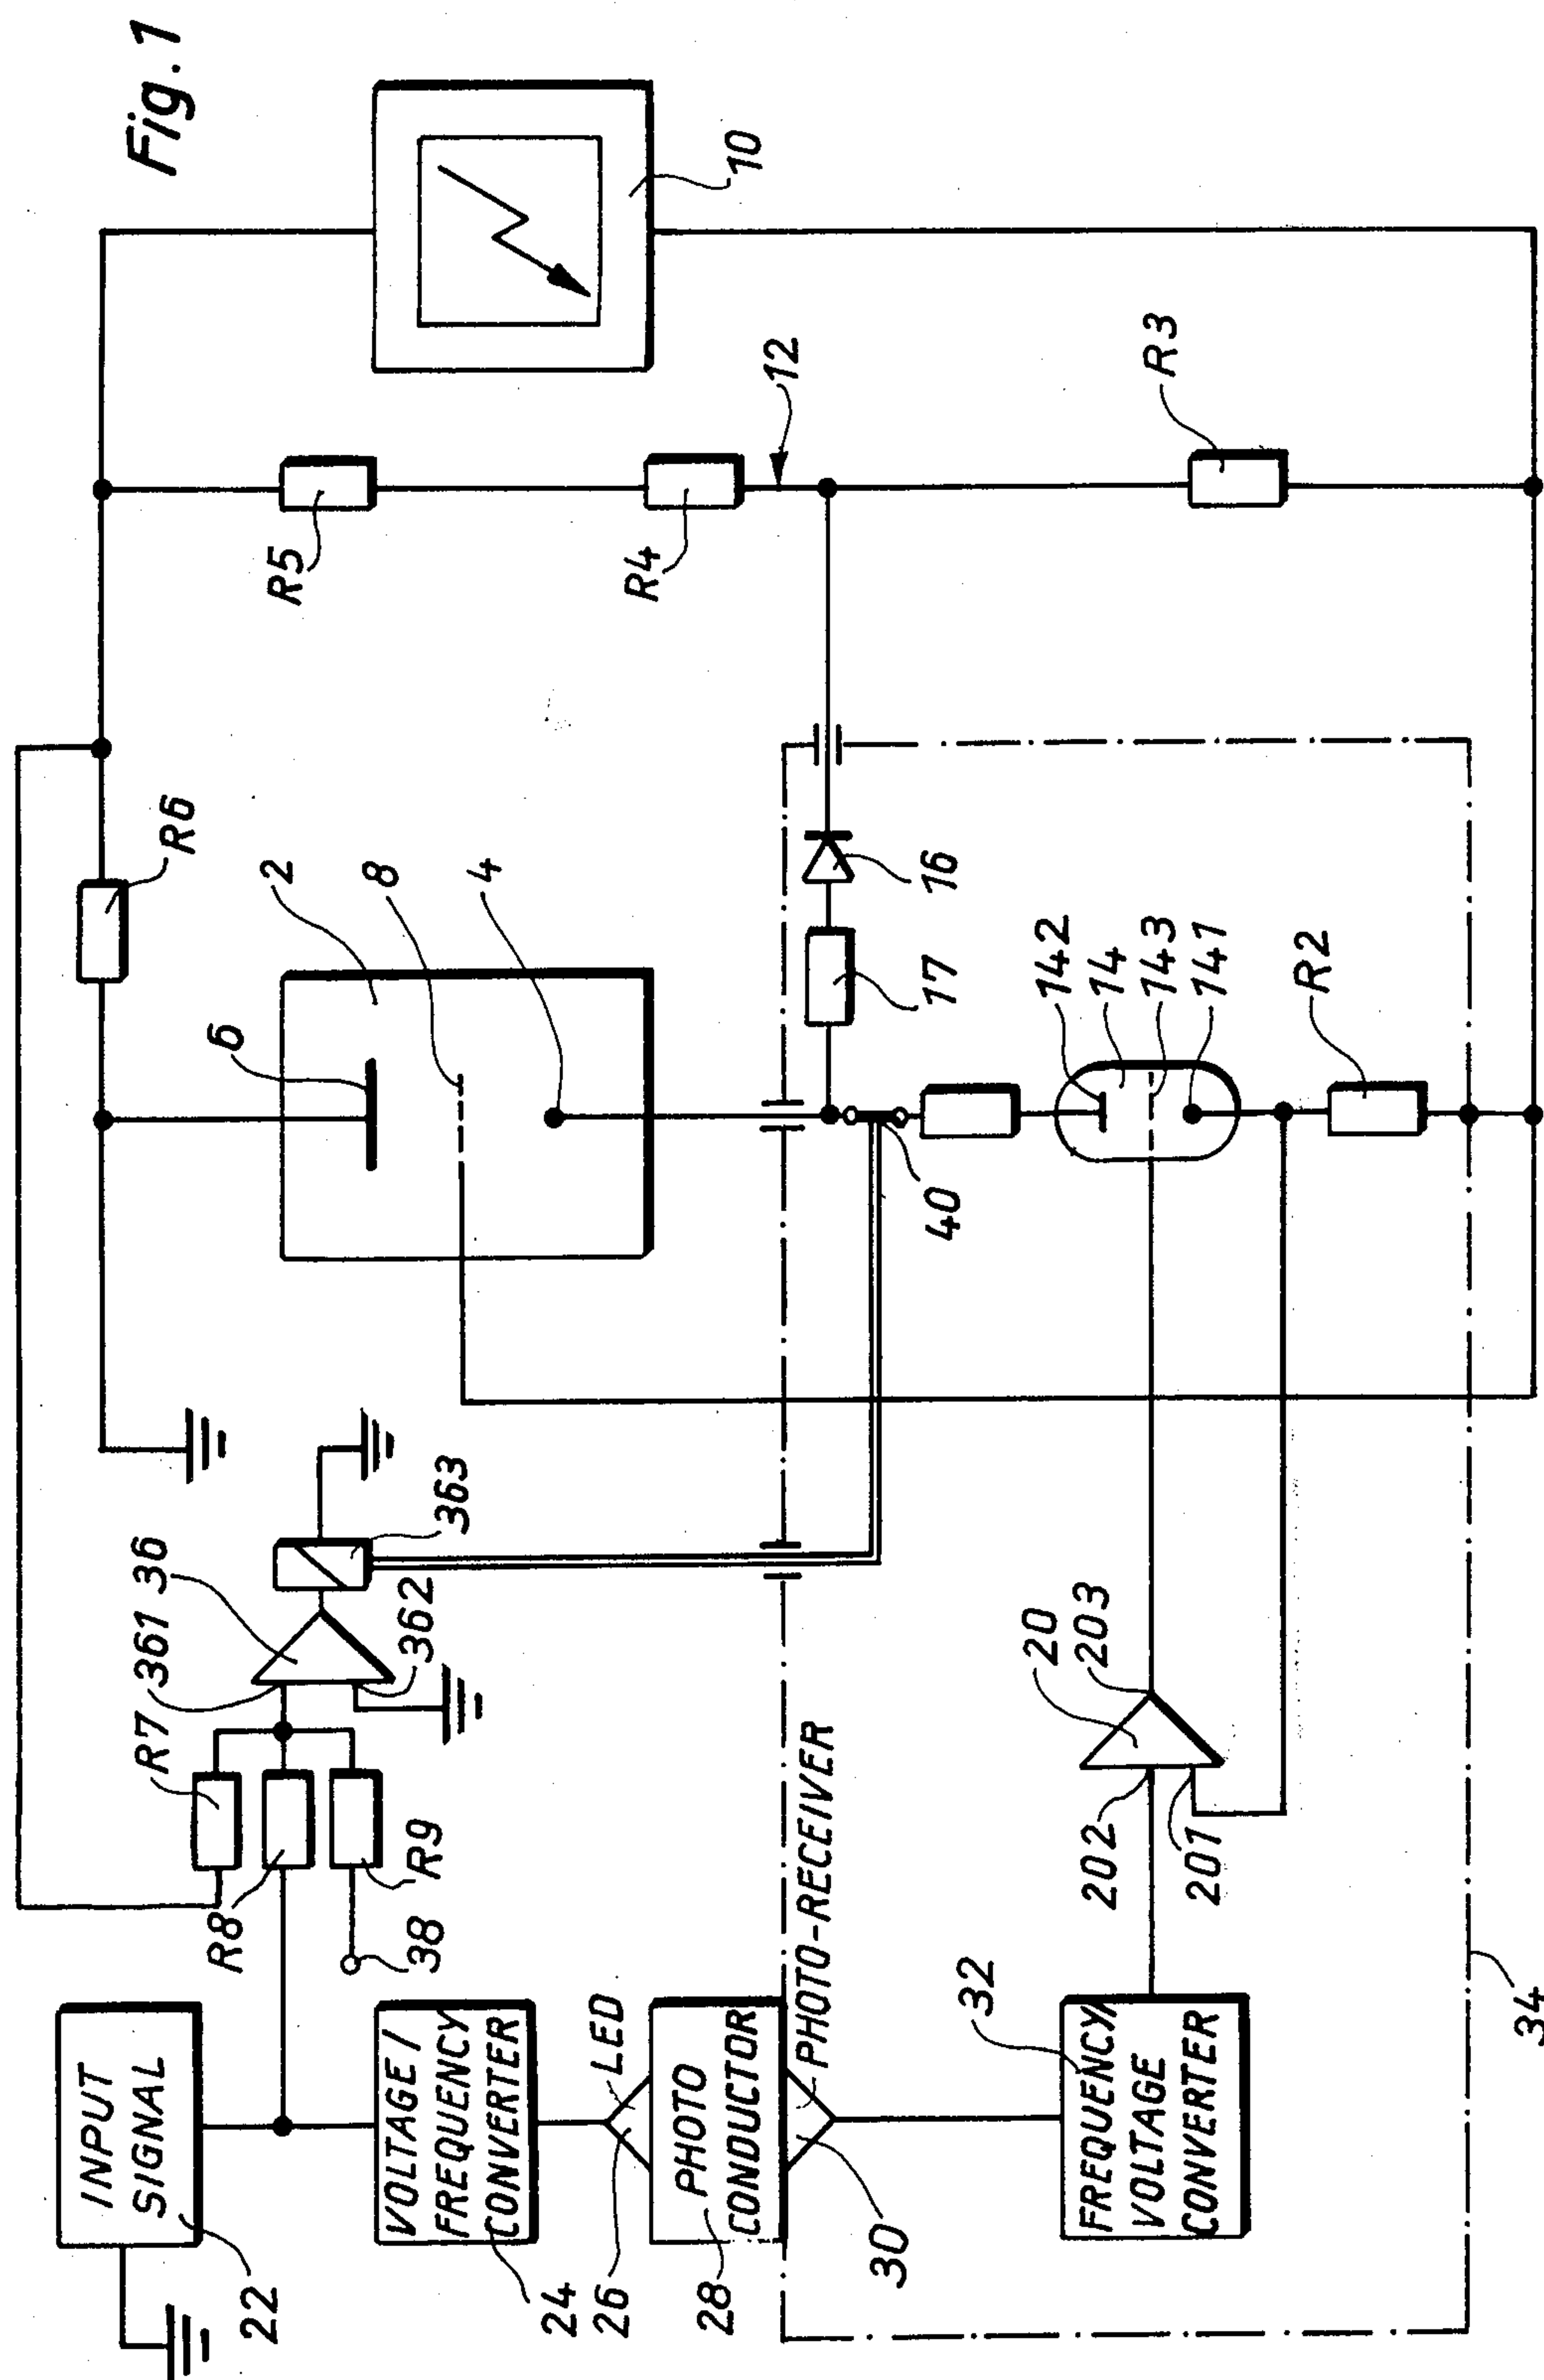 Fig. 1
INPUT
SIGNAL
22
VOLTAGE /
FREQUENCY
CONVERTER
24
LED
26
PHOTO
CONDUCTOR
28
PHOTO-RECEIVER
30
FREQUENCY/
VOLTAGE
CONVERTER
32
34
R7
R8
R9
38
361
36
362
363
20
203
202
201
6
2
8
4
R6
40
17
16
142
14
143
141
R2
R5
R4
12
R3
10